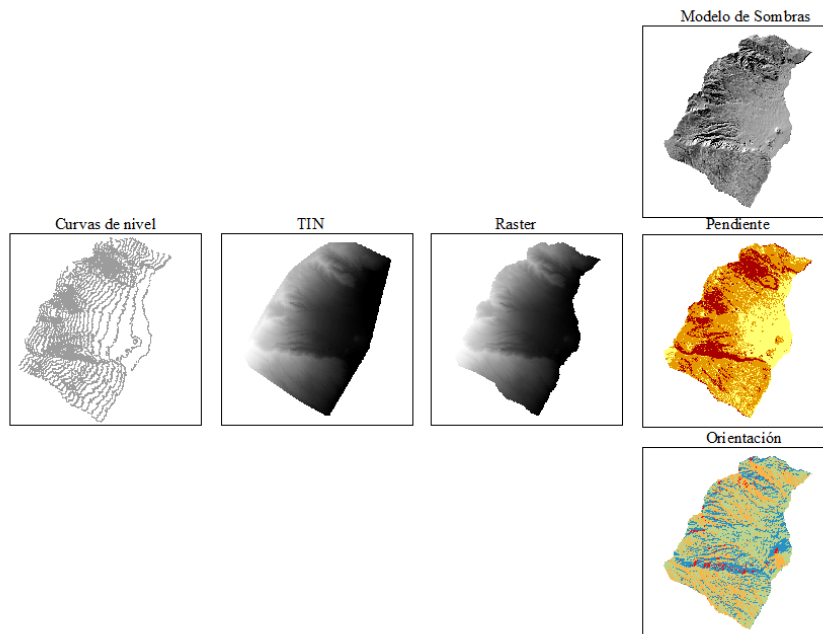 Modelo de Sombras
Curvas de nivel
TIN
Raster
Pendiente
Orientación